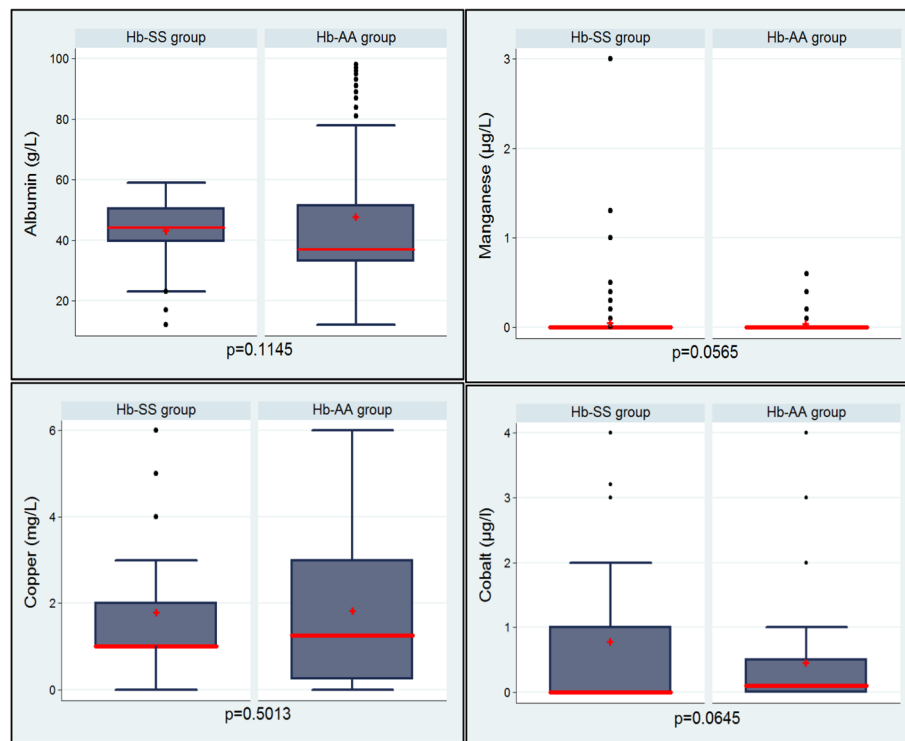 Hb-SS group
Hb-AA group
Albumin (g/L)
100
80
60
40
20
p=0.1145
Hb-SS group
Hb-AA group
Manganese (µg/L)
3
2
1
0
p=0.0565
Hb-SS group
Hb-AA group
Copper (mg/L)
6
4
2
0
p=0.5013
Hb-SS group
Hb-AA group
Cobalt (µg/l)
4
3
2
1
0
p=0.0645